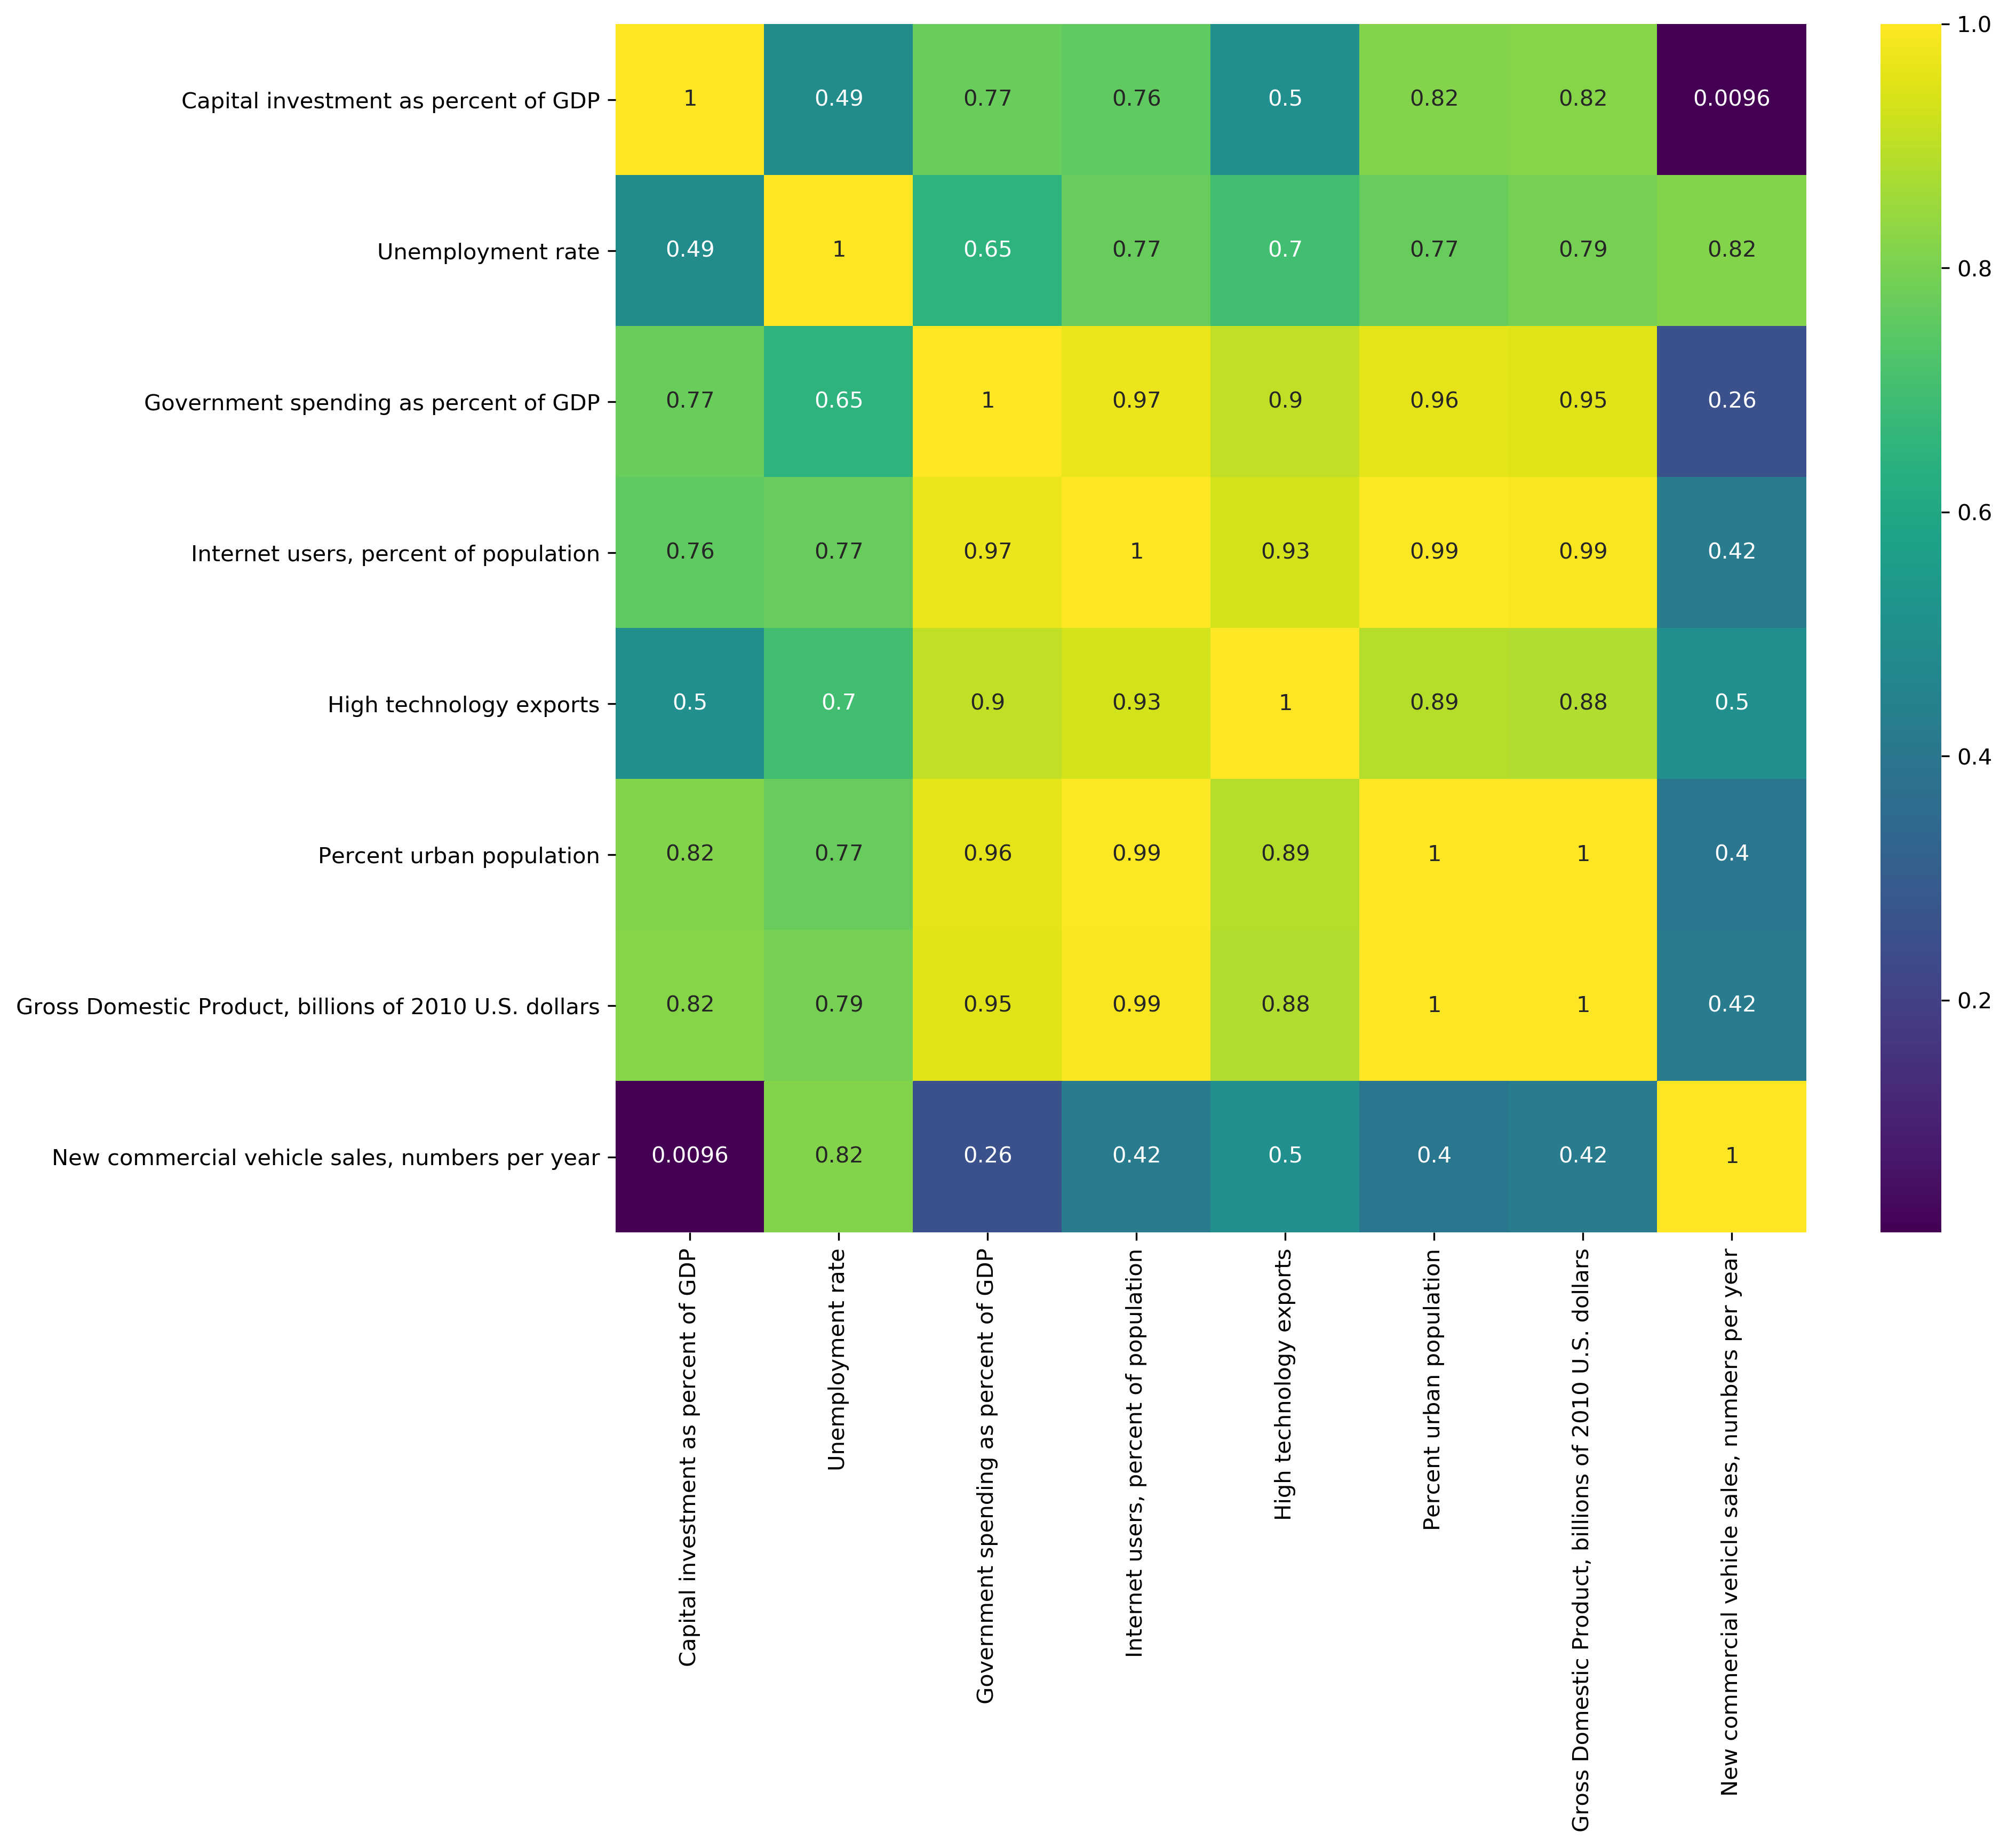 Capital investment as percent of GDP 1 0.49 0.77 0.76 0.5 0.82 0.82 0.0096
Unemployment rate 0.49 1 0.65 0.77 0.7 0.77 0.79 0.82
Government spending as percent of GDP 0.77 0.65 1 0.97 0.9 0.96 0.95 0.26
Internet users, percent of population 0.76 0.77 0.97 1 0.93 0.99 0.99 0.42
High technology exports 0.5 0.7 0.9 0.93 1 0.89 0.88 0.5
Percent urban population 0.82 0.77 0.96 0.99 0.89 1 1 0.4
Gross Domestic Product, billions of 2010 U.S. dollars 0.82 0.79 0.95 0.99 0.88 1 1 0.42
New commercial vehicle sales, numbers per year 0.0096 0.82 0.26 0.42 0.5 0.4 0.42 1
Capital investment as percent of GDP
Unemployment rate
Government spending as percent of GDP
Internet users, percent of population
High technology exports
Percent urban population
Gross Domestic Product, billions of 2010 U.S. dollars
New commercial vehicle sales, numbers per year
1.0
0.8
0.6
0.4
0.2